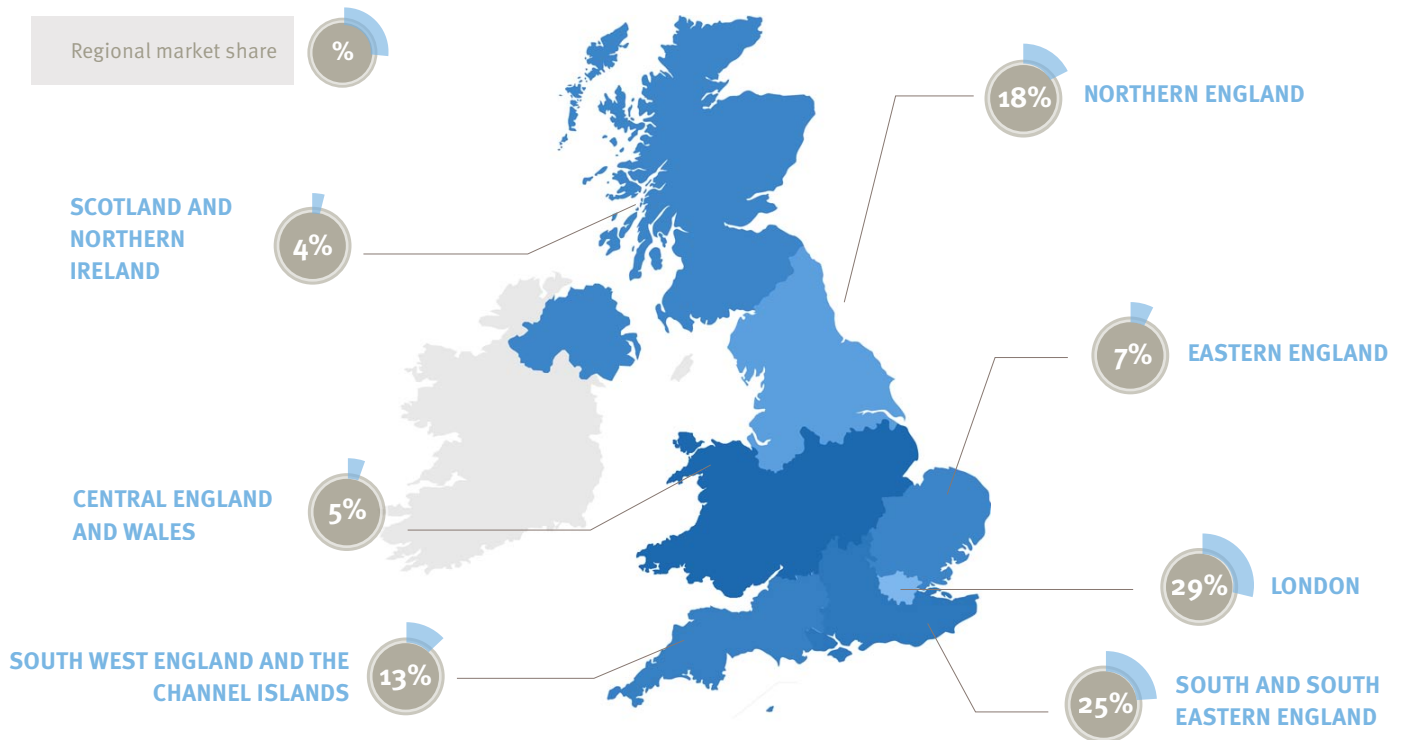 Regional market share
%
18%
NORTHERN ENGLAND
SCOTLAND AND
NORTHERN
IRELAND
4%
7%
EASTERN ENGLAND
CENTRAL ENGLAND
AND WALES
5%
29%
LONDON
SOUTH WEST ENGLAND AND THE
CHANNEL ISLANDS
13%
25%
SOUTH AND SOUTH
EASTERN ENGLAND